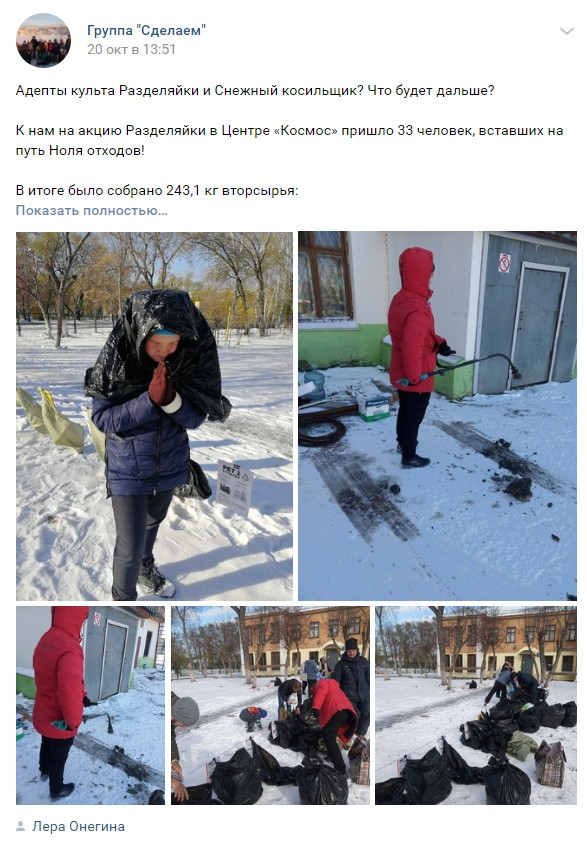 Группа "Сделаем"
20 окт в 13:51
Адепты культа Разделяйки и Снежный косильщик? Что будет дальше?
К нам на акцию Разделяйки в Центре «Космос» пришло 33 человек, вставших на
путь Ноля отходов!
В итоге было собрано 243,1 кг вторсырья:
Показать полностью…
Лера Онегина